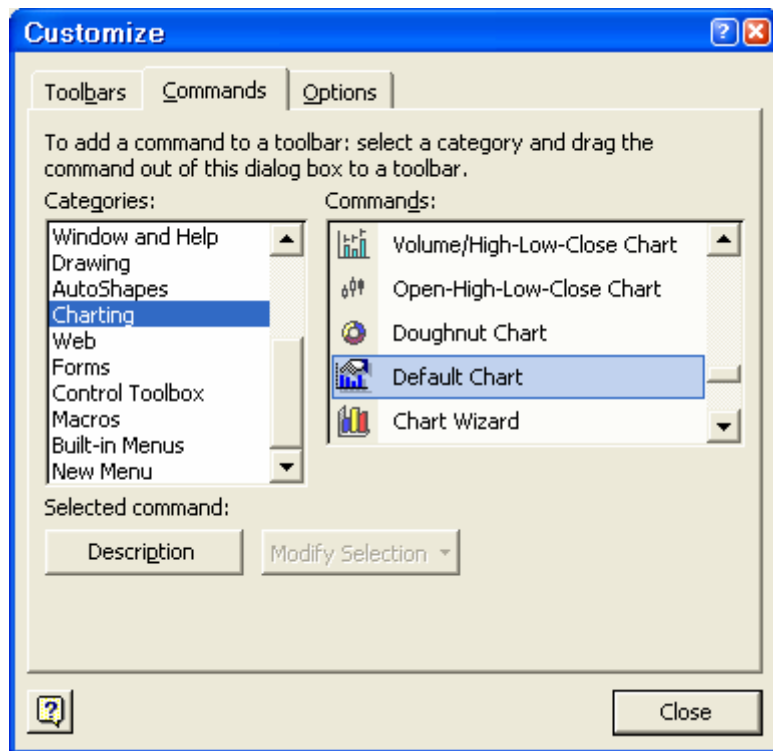 Customize
Toolbars
Commands
Options
To add a command to a toolbar: select a category and drag the
command out of this dialog box to a toolbar.
Categories:
Window and Help
Drawing
AutoShapes
Charting
Web
Forms
Control Toolbox
Macros
Built-in Menus
New Menu
Commands:
Volume/High-Low-Close Chart
Open-High-Low-Close Chart
Doughnut Chart
Default Chart
Chart Wizard
Selected command:
Description
Modify Selection
Close